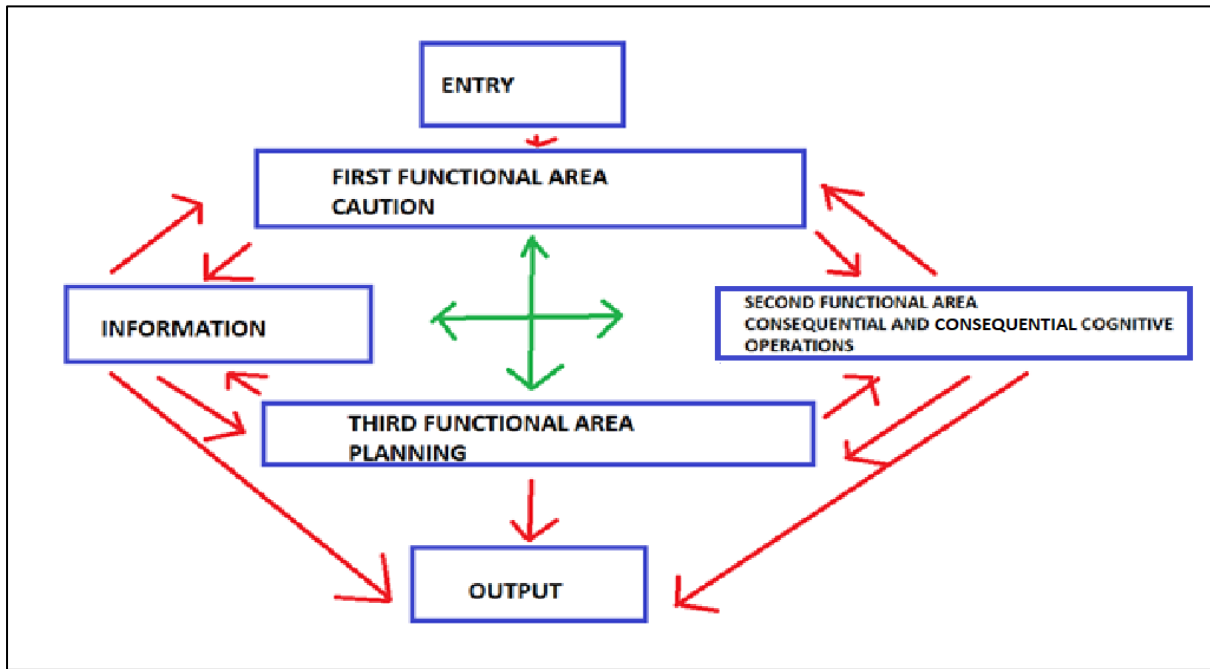 ENTRY
FIRST FUNCTIONAL AREA
CAUTION
INFORMATION
SECOND FUNCTIONAL AREA
CONSEQUENTIAL AND CONSEQUENTIAL COGNITIVE
OPERATIONS
THIRD FUNCTIONAL AREA
PLANNING
OUTPUT